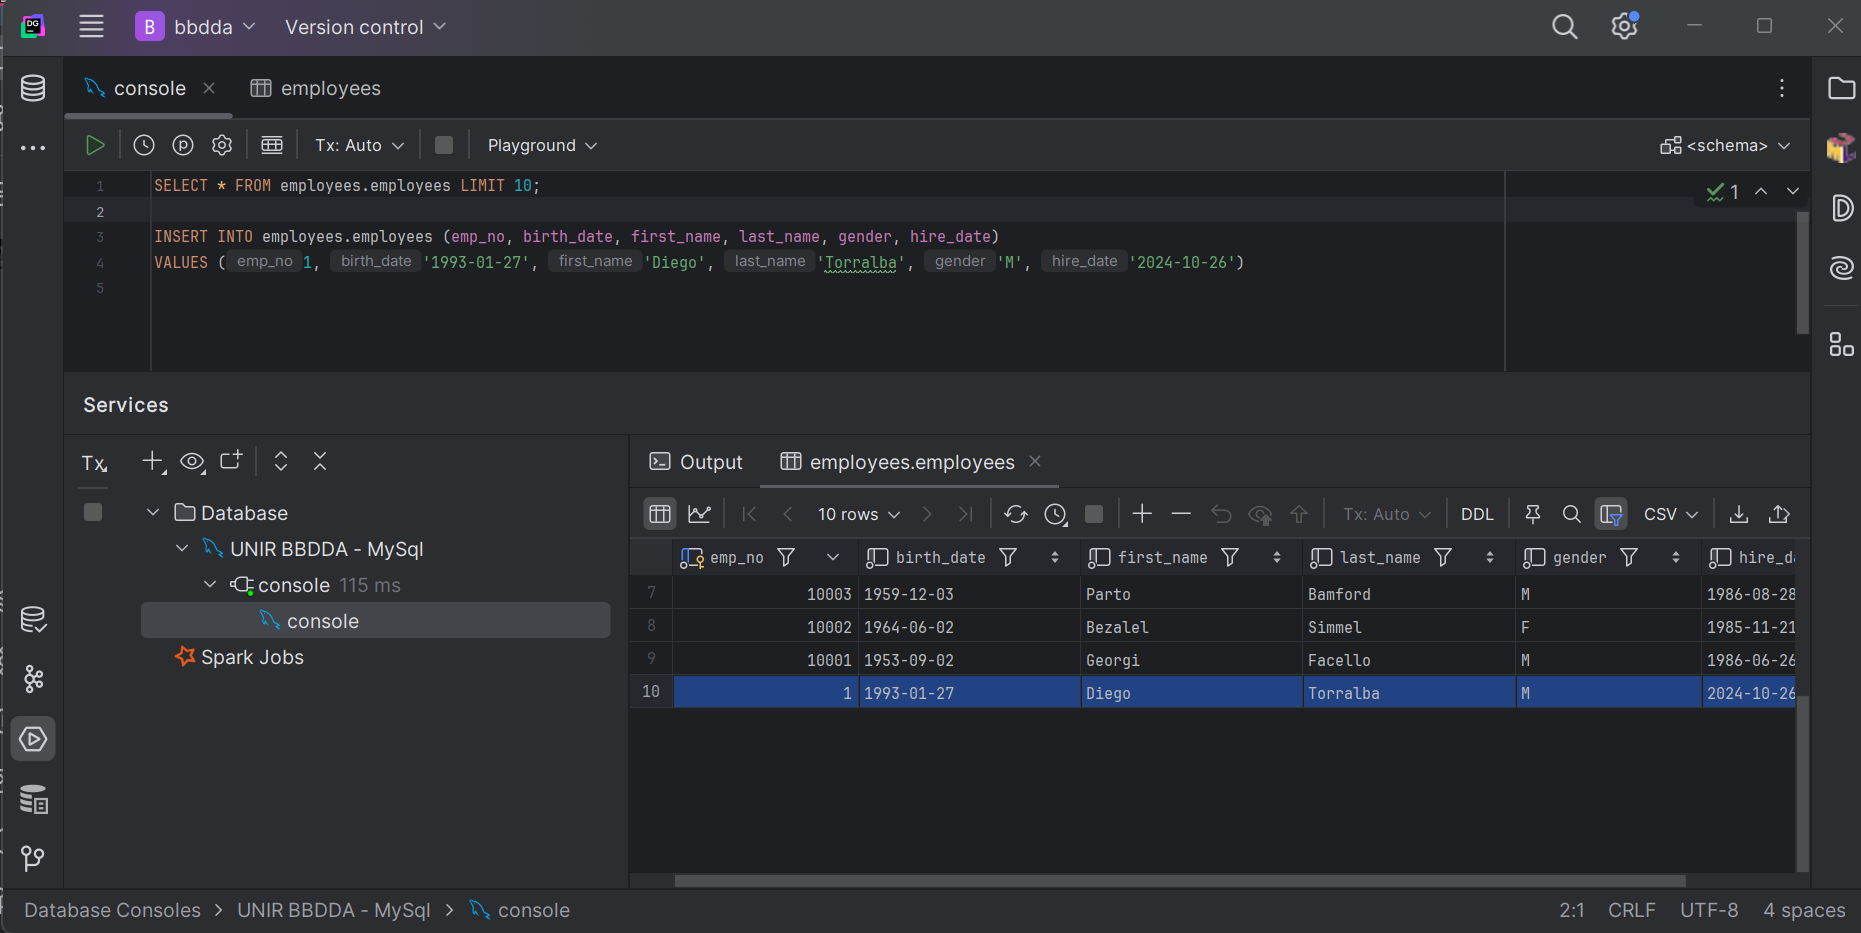 DG B bbdda Version control
console employees
Tx: Auto Playground <schema>
1 SELECT * FROM employees.employees LIMIT 10; 1
2
3 INSERT INTO employees.employees (emp_no, birth_date, first_name, last_name, gender, hire_date)
4 VALUES ( emp_no 1, birth_date '1993-01-27', first_name 'Diego', last_name 'Torralba', gender 'M', hire_date '2024-10-26')
5
Services
Tx Output employees.employees
10 rows Tx: Auto DDL CSV
Database
UNIR BBDDA - MySql
console 115 ms
console
Spark Jobs
emp_no birth_date first_name last_name gender hire_da
7 10003 1959-12-03 Parto Bamford M 1986-08-28
8 10002 1964-06-02 Bezalel Simmel F 1985-11-21
9 10001 1953-09-02 Georgi Facello M 1986-06-26
10 1 1993-01-27 Diego Torralba M 2024-10-26
Database Consoles > UNIR BBDDA - MySql > console 2:1 CRLF UTF-8 4 spaces